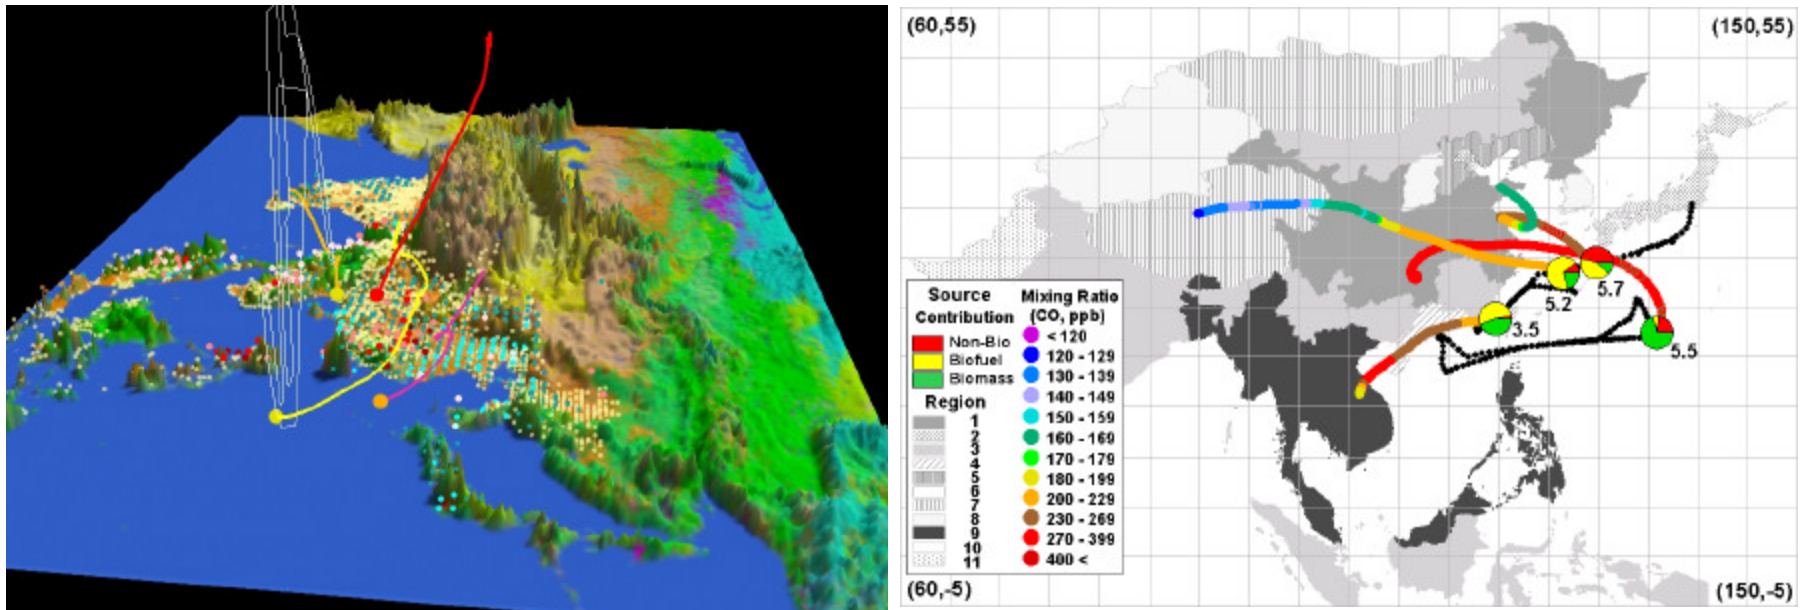 (60,55)
(150,55)
5.2
5.7
3.5
5.5
Source
Contribution
Non-Bio
Biofuel
Biomass
Region
1
2
3
4
5
6
7
8
9
10
11
Mixing Ratio
(CO, ppb)
< 120
120 - 129
130 - 139
140 - 149
150 - 159
160 - 169
170 - 179
180 - 199
200 - 229
230 - 269
270 - 399
400 <
(60,-5)
(150,-5)